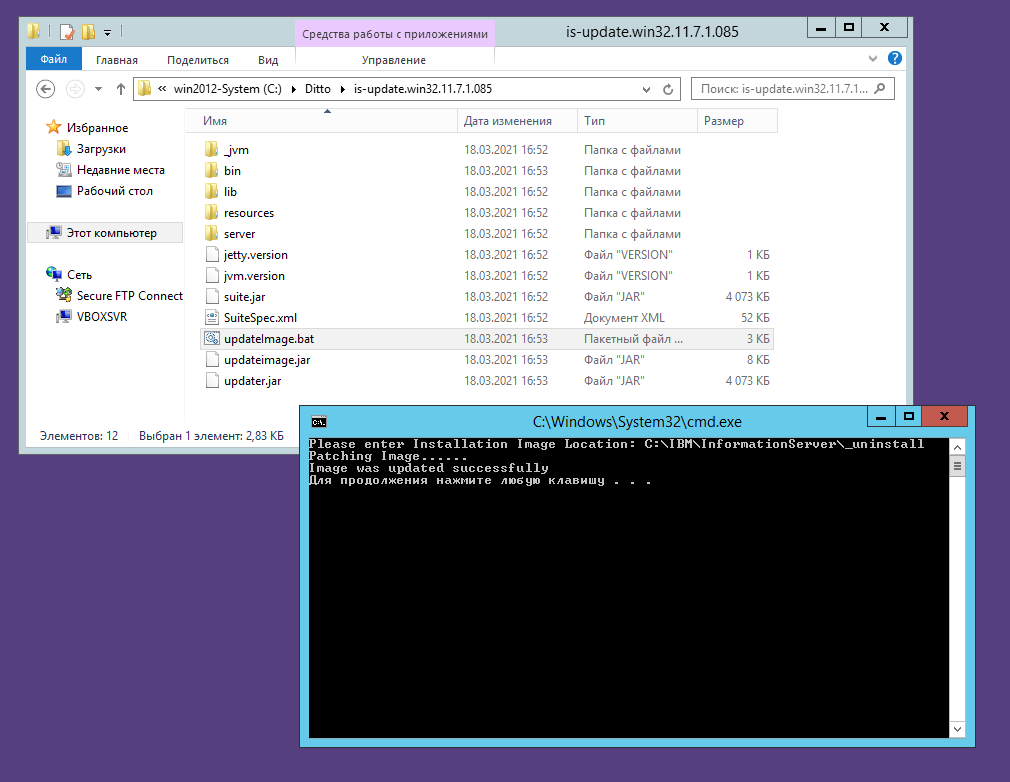 Средства работы с приложениями
is-update.win32.11.7.1.085
Файл Главная Поделиться Вид Управление
« win2012-System (C:) Ditto is-update.win32.11.7.1.085
Поиск: is-update.win32.11.7.1...
Имя Дата изменения Тип Размер
Избранное
Загрузки
Недавние места
Рабочий стол
Этот компьютер
Сеть
Secure FTP Connect
VBOXSVR
_jvm 18.03.2021 16:52 Папка с файлами
bin 18.03.2021 16:53 Папка с файлами
lib 18.03.2021 16:52 Папка с файлами
resources 18.03.2021 16:52 Папка с файлами
server 18.03.2021 16:52 Папка с файлами
jetty.version 18.03.2021 16:52 Файл "VERSION" 1 КБ
jvm.version 18.03.2021 16:52 Файл "VERSION" 1 КБ
suite.jar 18.03.2021 16:52 Файл "JAR" 4 073 КБ
SuiteSpec.xml 18.03.2021 16:52 Документ XML 52 КБ
updateImage.bat 18.03.2021 16:53 Пакетный файл ... 3 КБ
updateimage.jar 18.03.2021 16:53 Файл "JAR" 8 КБ
updater.jar 18.03.2021 16:53 Файл "JAR" 4 073 КБ
Элементов: 12 Выбран 1 элемент: 2,83 КБ
C:\Windows\System32\cmd.exe
Please enter Installation Image Location: C:\IBM\InformationServer\_uninstall
Patching Image......
Image was updated successfully
Для продолжения нажмите любую клавишу . . .